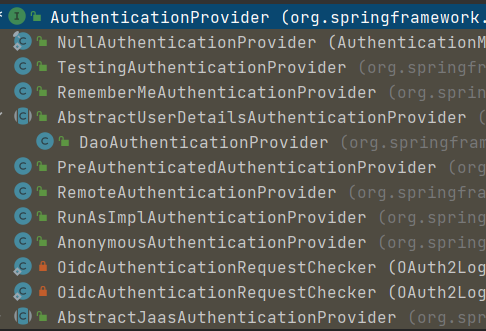 AuthenticationProvider (org.springframework.
NullAuthenticationProvider (AuthenticationM
TestingAuthenticationProvider (org.springfr
RememberMeAuthenticationProvider (org.sprin
AbstractUserDetailsAuthenticationProvider (
DaoAuthenticationProvider (org.springfram
PreAuthenticatedAuthenticationProvider (org
RemoteAuthenticationProvider (org.springfra
RunAsImplAuthenticationProvider (org.spring
AnonymousAuthenticationProvider (org.spring
OidcAuthenticationRequestChecker (OAuth2Log
OidcAuthenticationRequestChecker (OAuth2Log
AbstractJaasAuthenticationProvider (org.spr